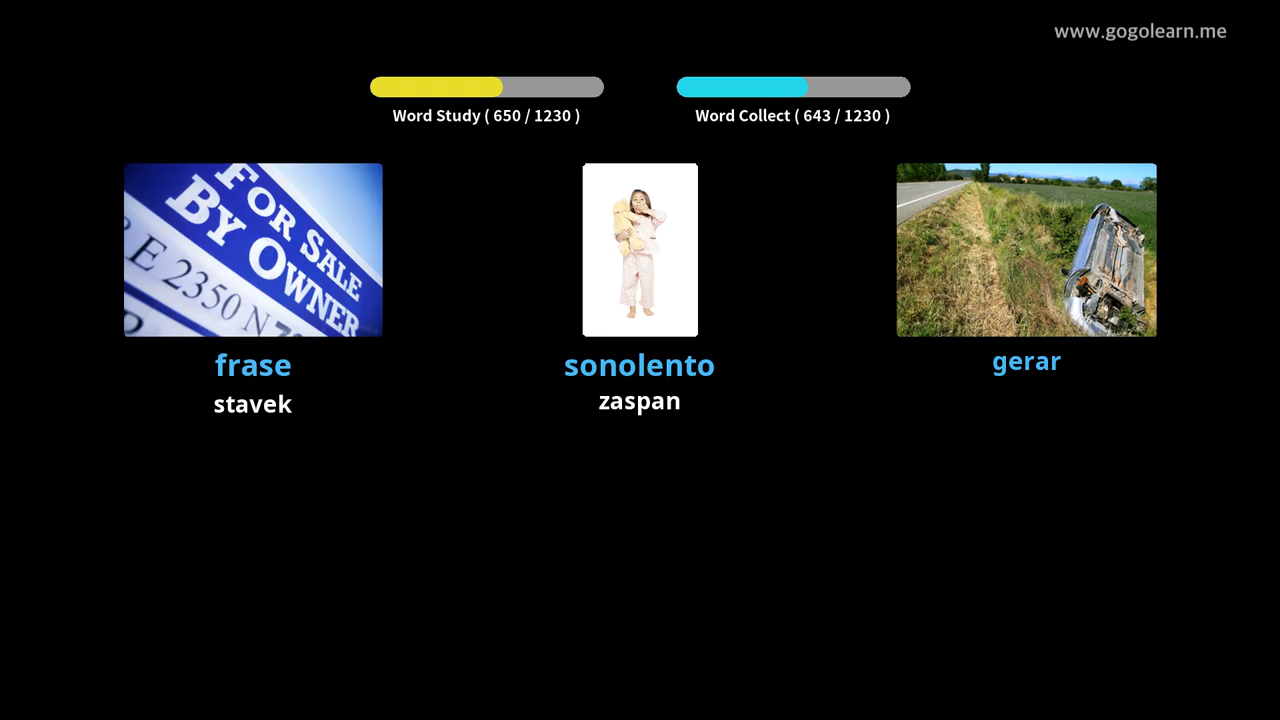 www.gogolearn.me
Word Study ( 650 / 1230 )
Word Collect ( 643 / 1230 )
FOR SALE
BY OWNER
E 2350 N
frase
sonolento
gerar
stavek
zaspan